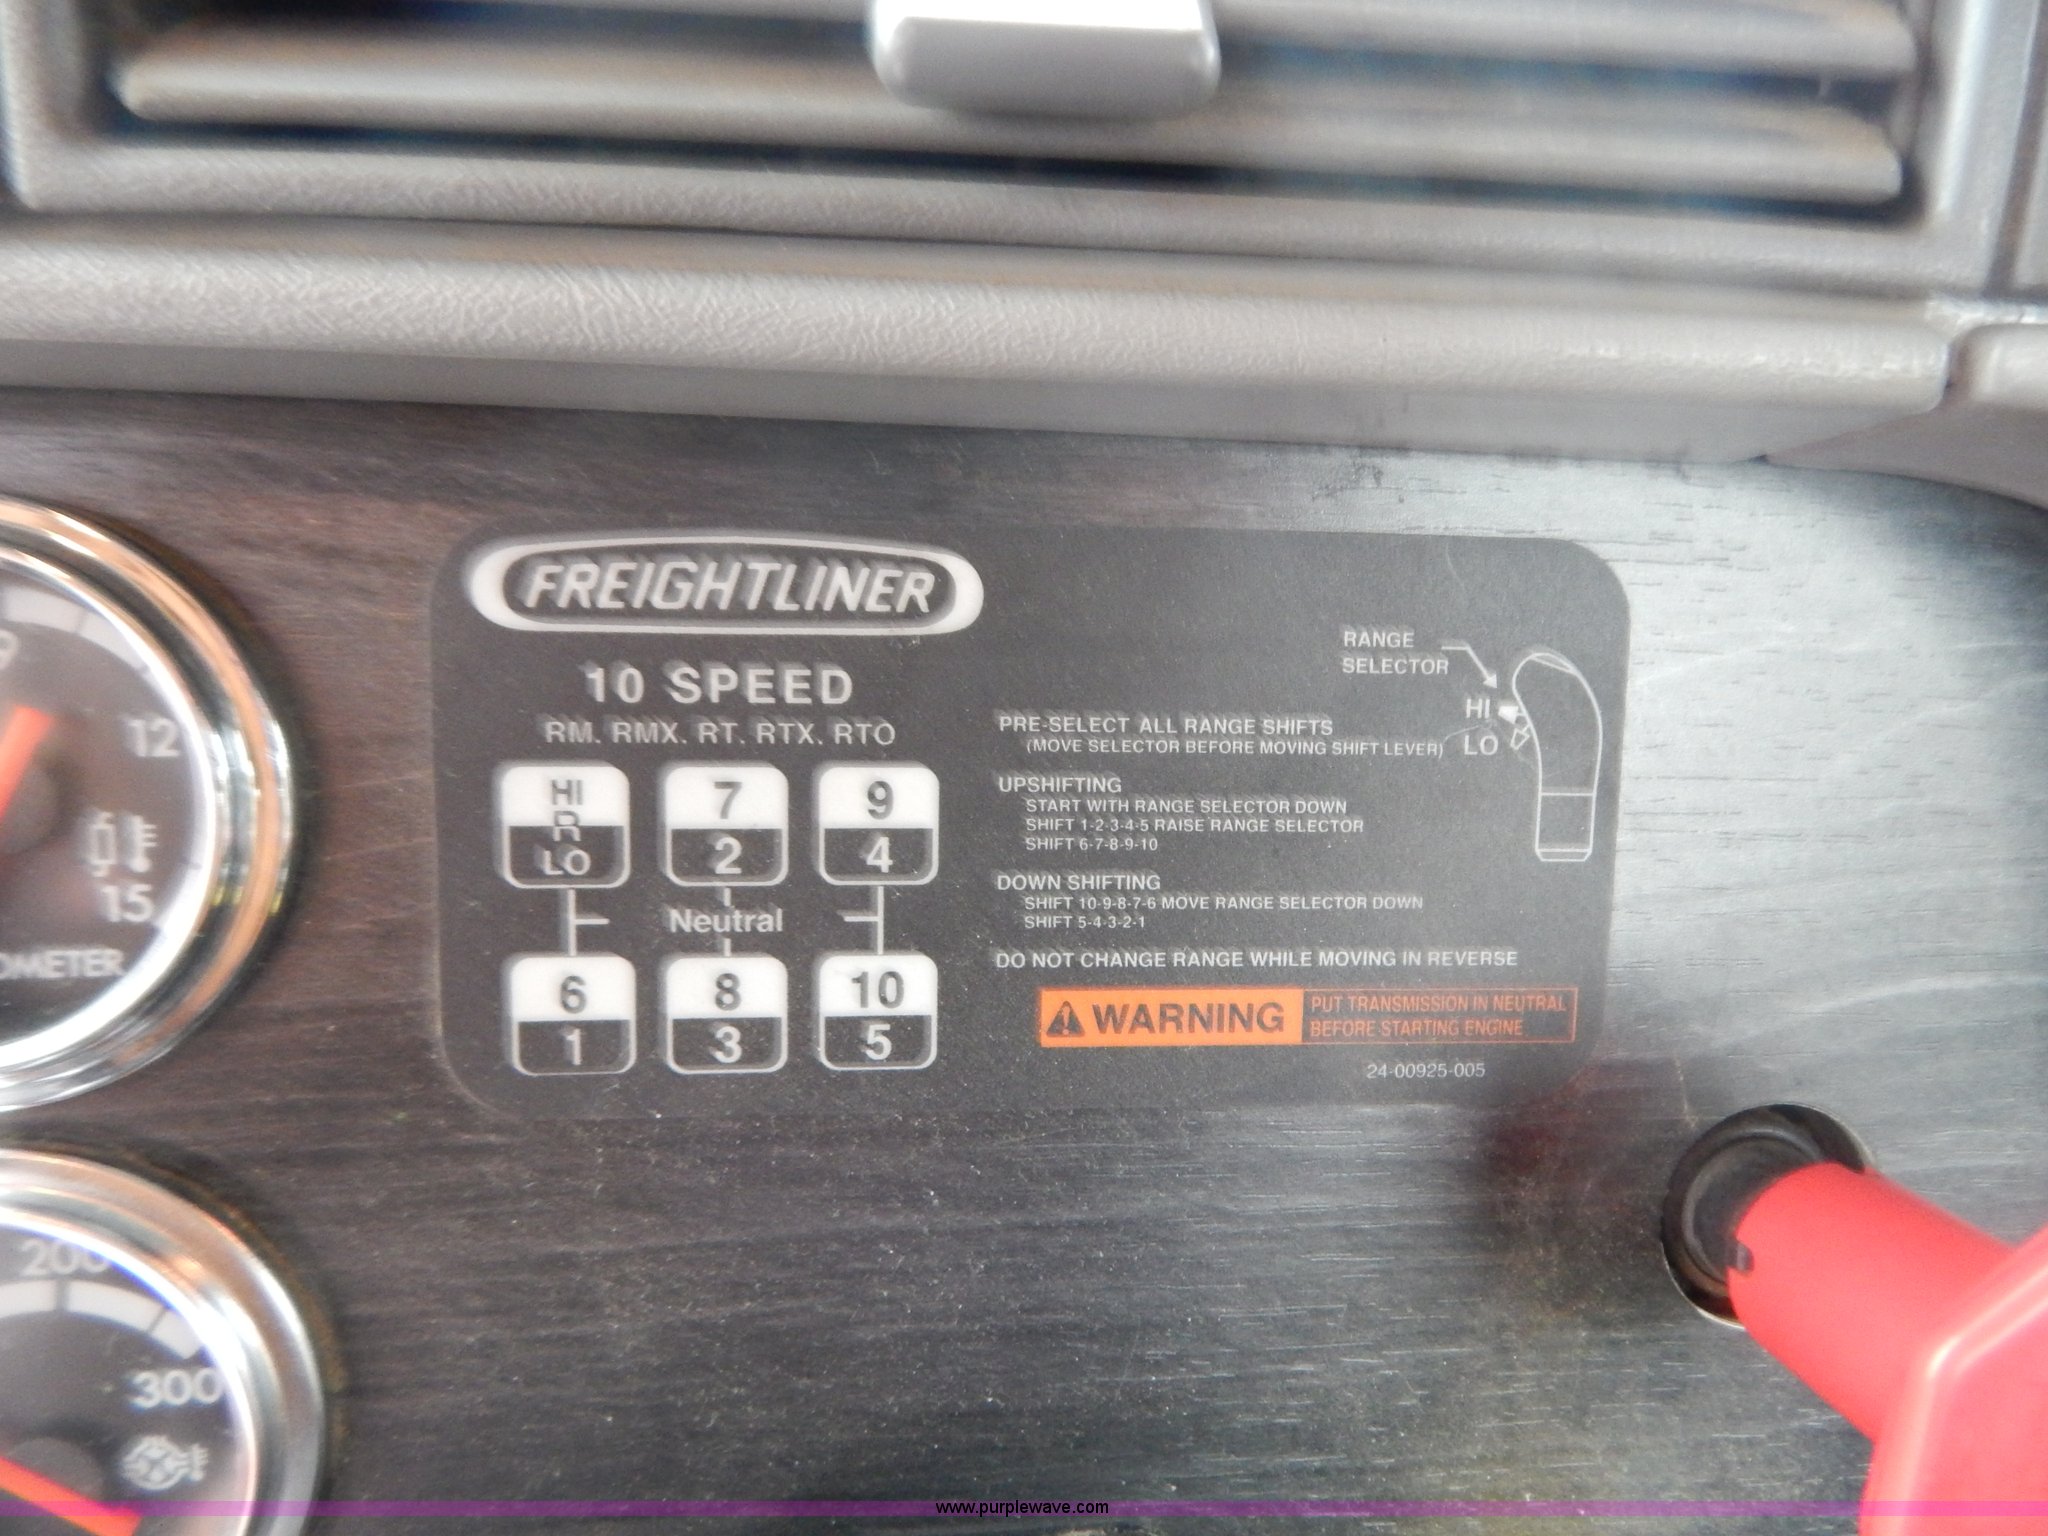 FREIGHTLINER
10 SPEED
RM, RMX, RT, RTX, RTO
HI
R
LO
7
2
9
4
Neutral
6
1
8
3
10
5
RANGE
SELECTOR
HI
LO
PRE-SELECT ALL RANGE SHIFTS
(MOVE SELECTOR BEFORE MOVING SHIFT LEVER)
UPSHIFTING
START WITH RANGE SELECTOR DOWN
SHIFT 1-2-3-4-5 RAISE RANGE SELECTOR
SHIFT 6-7-8-9-10
DOWN SHIFTING
SHIFT 10-9-8-7-6 MOVE RANGE SELECTOR DOWN
SHIFT 5-4-3-2-1
DO NOT CHANGE RANGE WHILE MOVING IN REVERSE
WARNING
PUT TRANSMISSION IN NEUTRAL
BEFORE STARTING ENGINE
24-00925-005
12
15
OMETER
200
300
www.purplewave.com